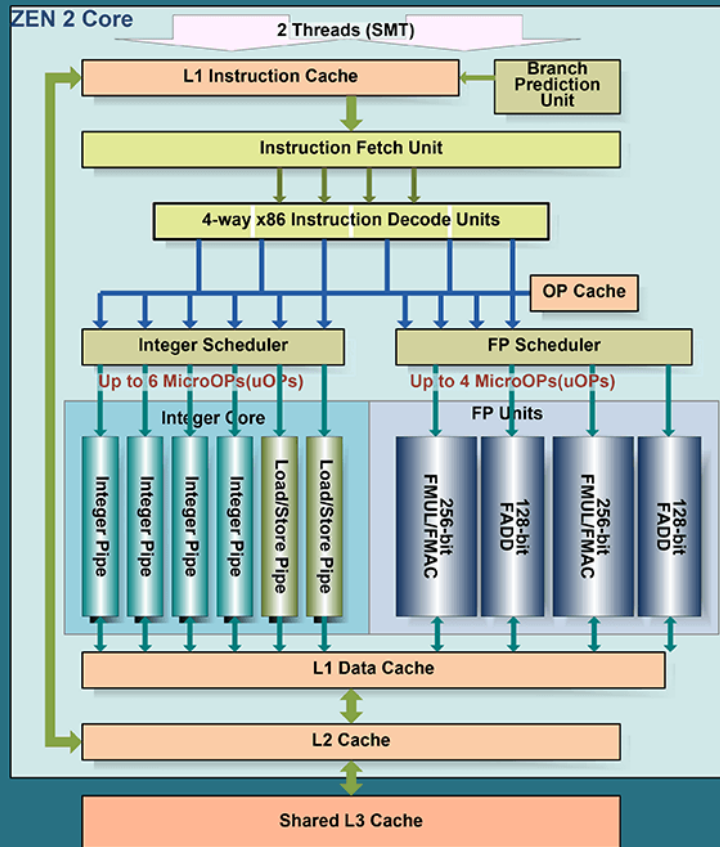 ZEN 2 Core
2 Threads (SMT)
L1 Instruction Cache
Branch
Prediction
Unit
Instruction Fetch Unit
4-way x86 Instruction Decode Units
OP Cache
Integer Scheduler
FP Scheduler
Up to 6 MicroOPs(uOPs)
Up to 4 MicroOPs(uOPs)
Integer Core
FP Units
Integer Pipe
Integer Pipe
Integer Pipe
Integer Pipe
Load/Store Pipe
Load/Store Pipe
256-bit
FMUL/FMAC
128-bit
FADD
256-bit
FMUL/FMAC
128-bit
FADD
L1 Data Cache
L2 Cache
Shared L3 Cache